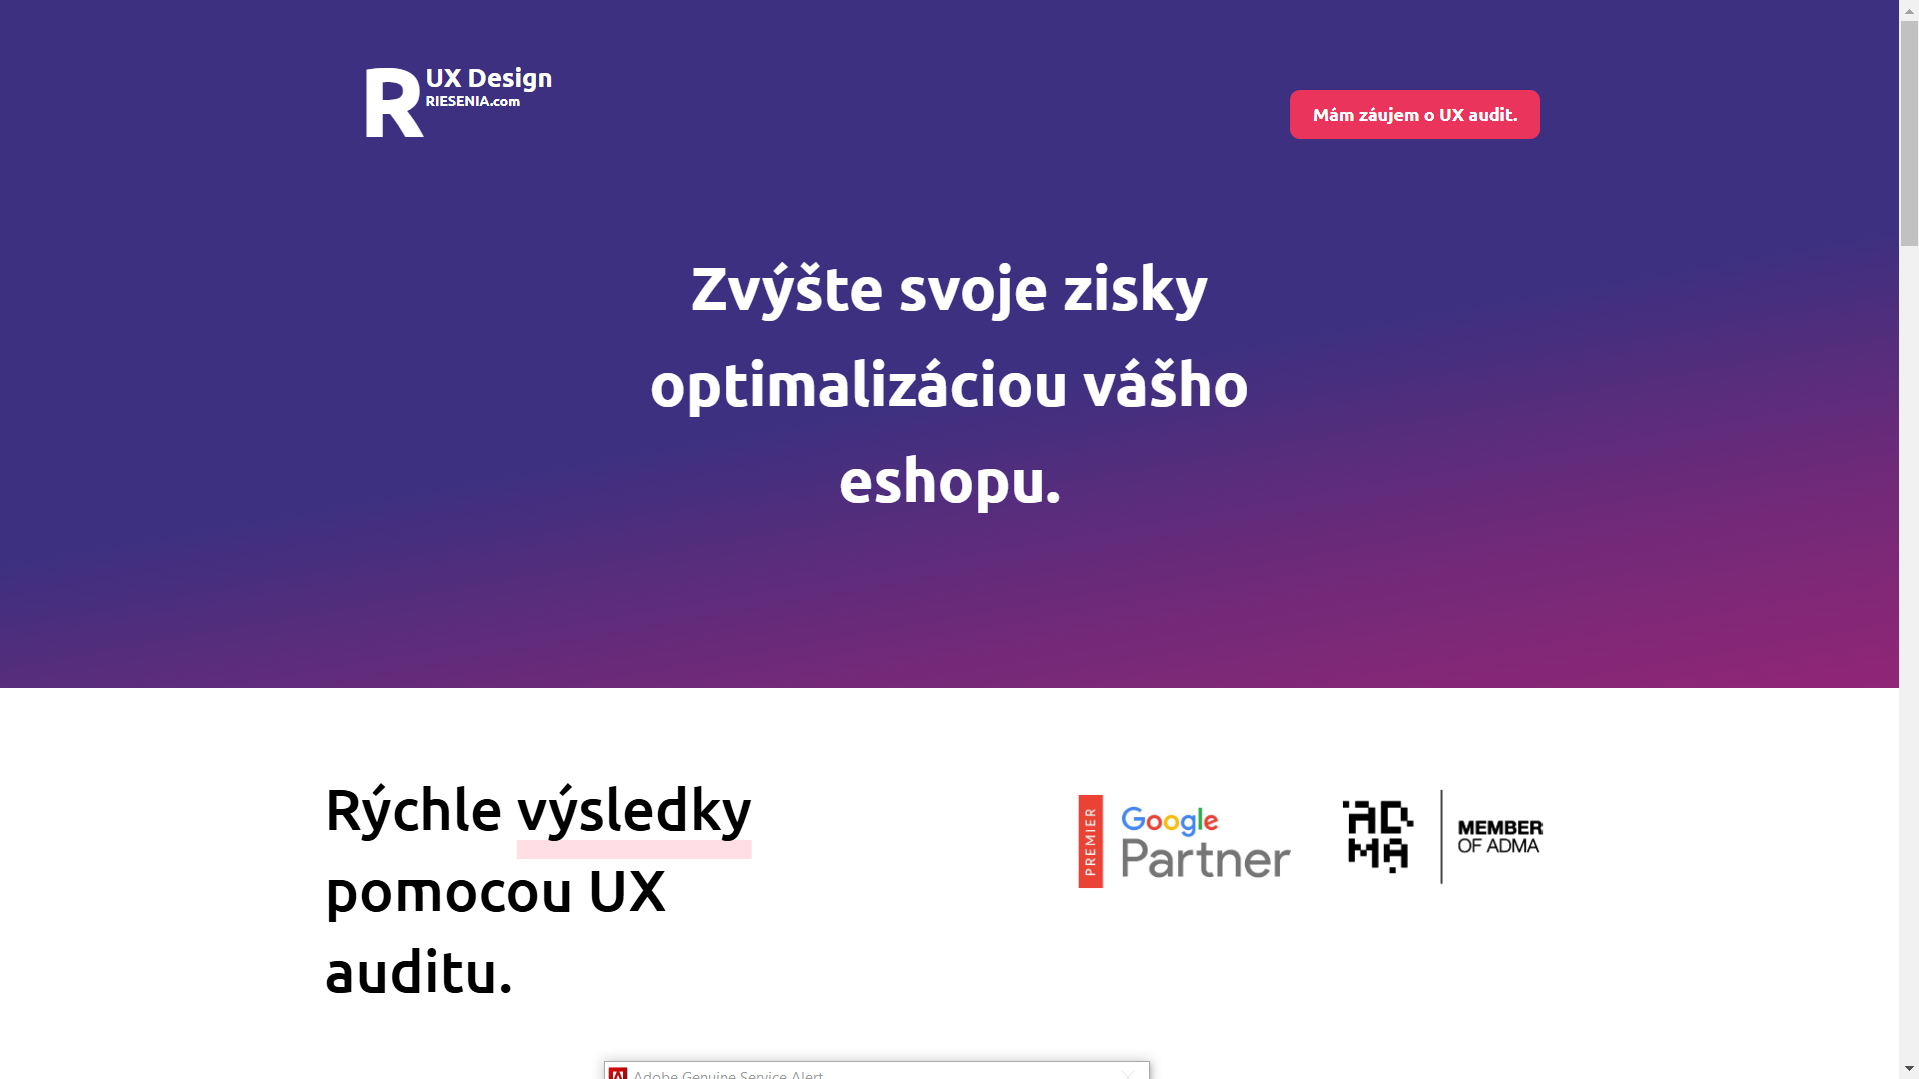 R UX Design
RIESENIA.com
Mám záujem o UX audit.
Zvýšte svoje zisky
optimalizáciou vášho
eshopu.
Rýchle výsledky
pomocou UX
auditu.
PREMIER
Google
Partner
ADMA
MEMBER
OF ADMA
Adobe Genuine Service Alert